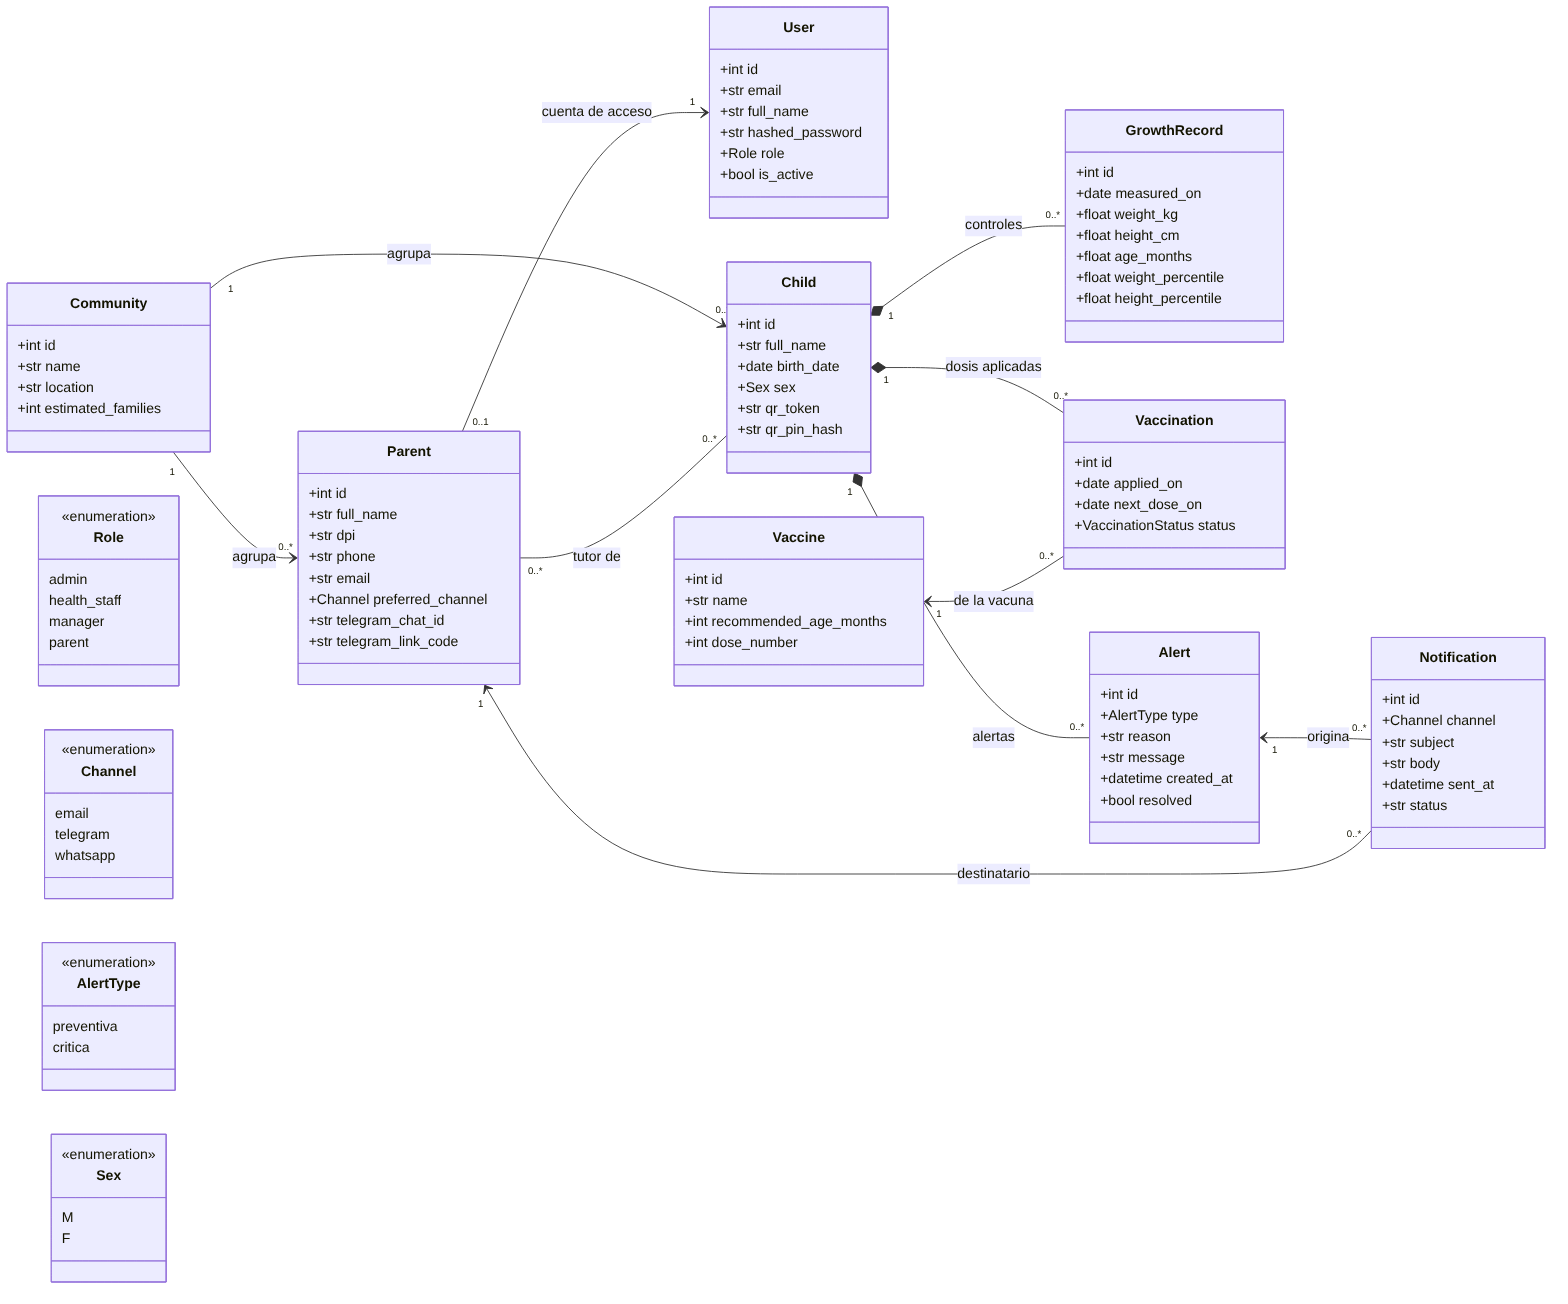 User
+int id
+str email
+str full_name
+str hashed_password
+Role role
+bool is_active
cuenta de acceso
1
0..1
GrowthRecord
+int id
+date measured_on
+float weight_kg
+float height_cm
+float age_months
+float weight_percentile
+float height_percentile
controles
0..*
1
agrupa
1
0..
Community
+int id
+str name
+str location
+int estimated_families
Child
+int id
+str full_name
+date birth_date
+Sex sex
+str qr_token
+str qr_pin_hash
dosis aplicadas
1
0..*
Vaccination
+int id
+date applied_on
+date next_dose_on
+VaccinationStatus status
1
agrupa
0..*
Parent
+int id
+str full_name
+str dpi
+str phone
+str email
+Channel preferred_channel
+str telegram_chat_id
+str telegram_link_code
0..*
tutor de
0..*
1
Vaccine
+int id
+str name
+int recommended_age_months
+int dose_number
0..*
de la vacuna
1
alertas
0..*
Alert
+int id
+AlertType type
+str reason
+str message
+datetime created_at
+bool resolved
origina
1
0..*
Notification
+int id
+Channel channel
+str subject
+str body
+datetime sent_at
+str status
0..*
destinatario
1
«enumeration»
Role
admin
health_staff
manager
parent
«enumeration»
Channel
email
telegram
whatsapp
«enumeration»
AlertType
preventiva
critica
«enumeration»
Sex
M
F